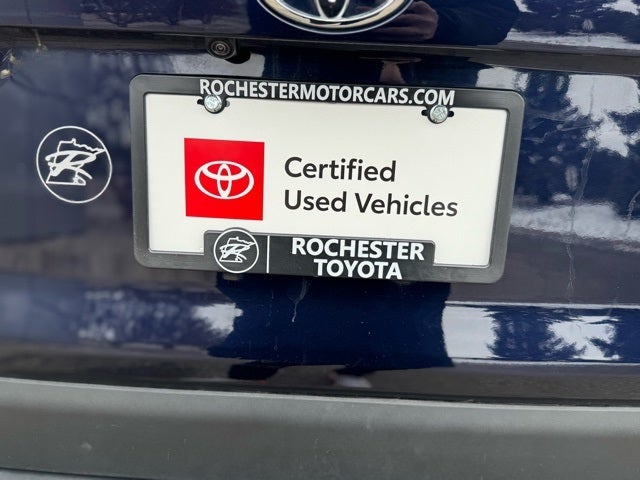 ROCHESTERMOTORCARS.COM
Certified
Used Vehicles
ROCHESTER
TOYOTA